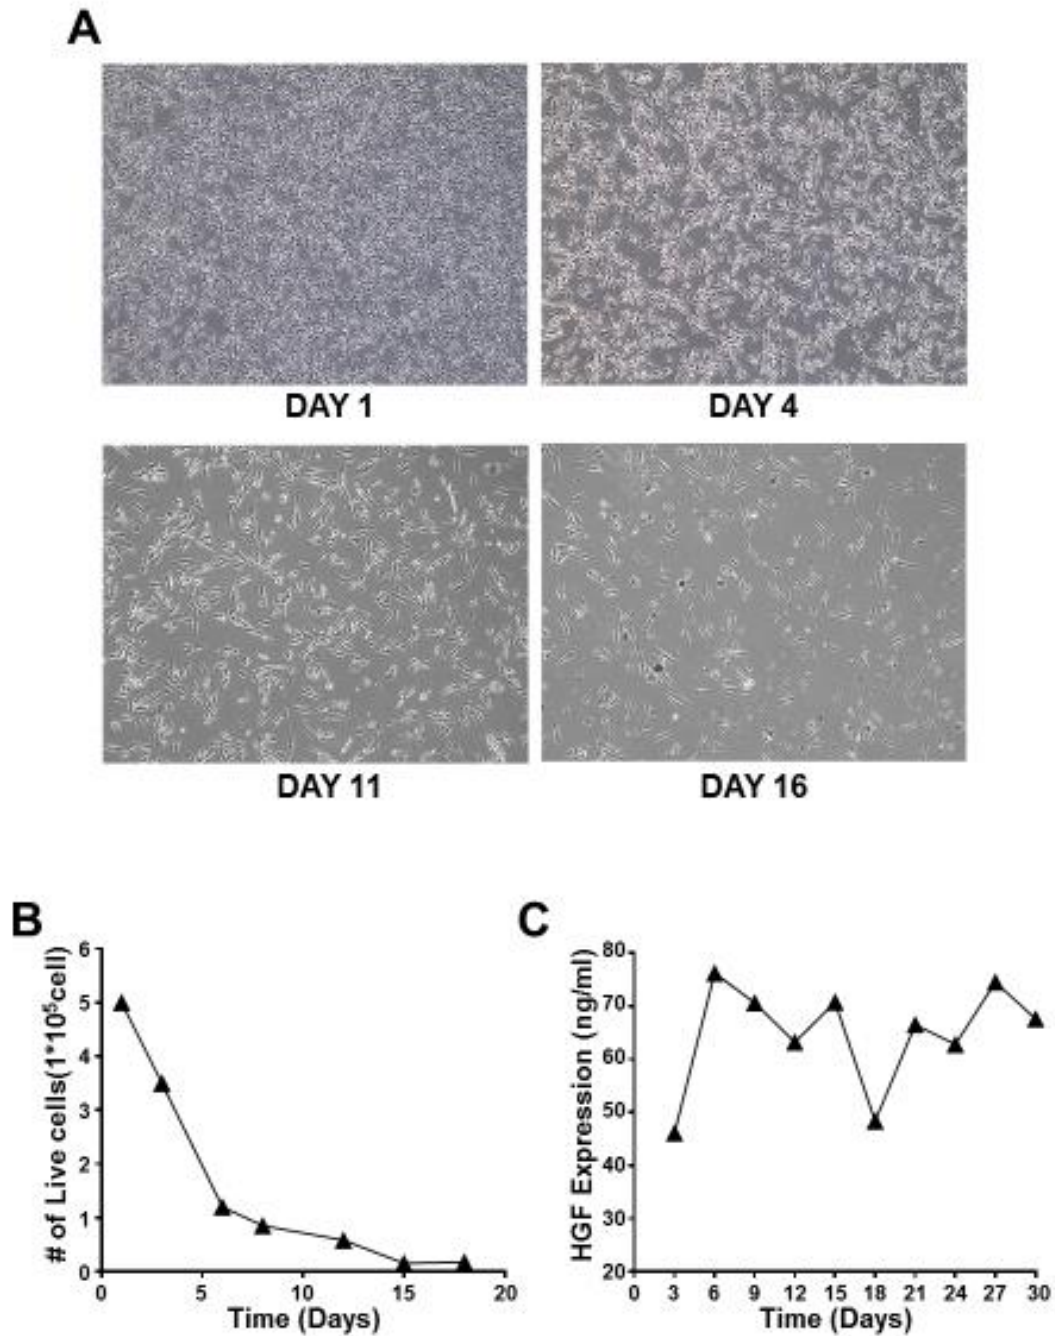 A
DAY 1
DAY 4
DAY 11
DAY 16
B
# of Live cells(1*10⁵cell)
6
5
4
3
2
1
0
0 5 10 15 20
Time (Days)
C
HGF Expression (ng/ml)
80
70
60
50
40
30
20
0 3 6 9 12 15 18 21 24 27 30
Time (Days)